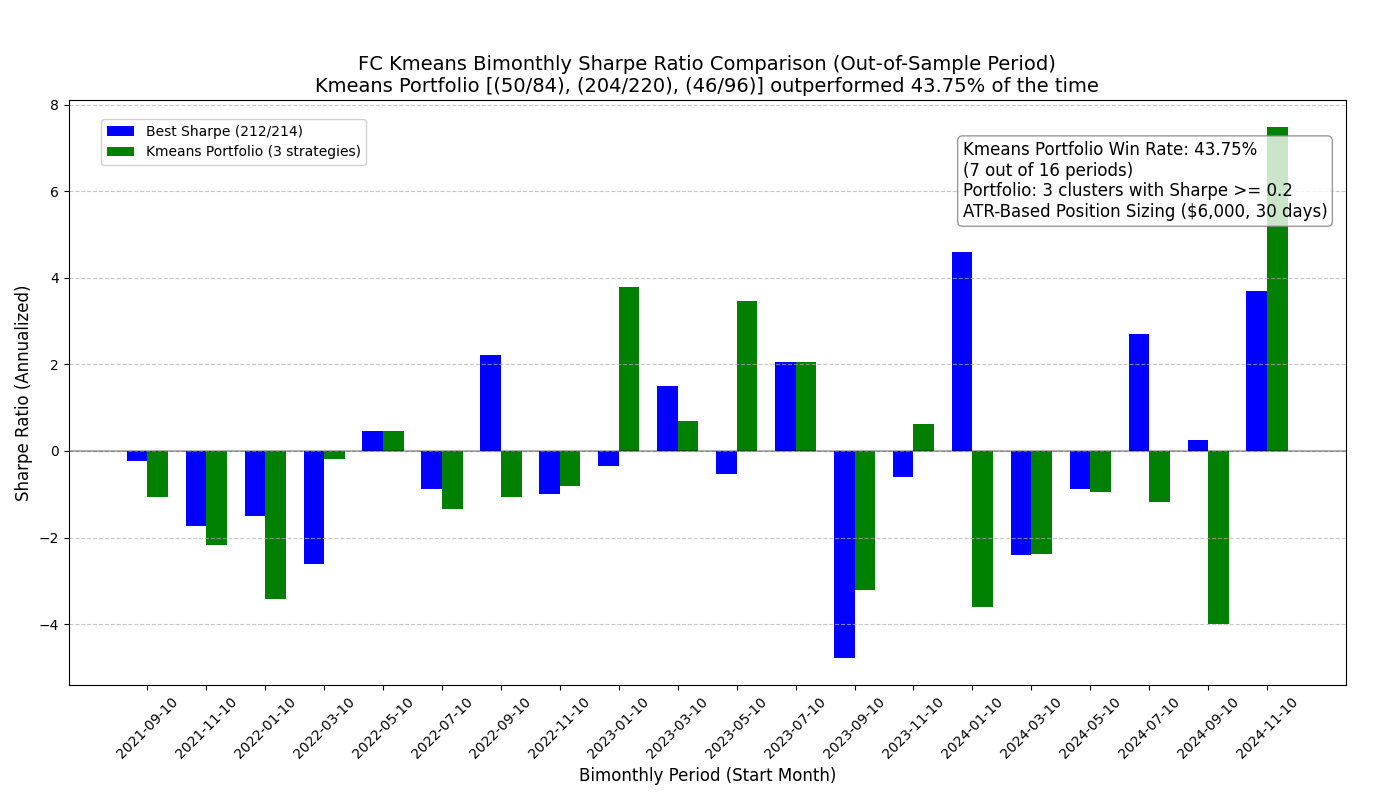 FC Kmeans Bimonthly Sharpe Ratio Comparison (Out-of-Sample Period)
Kmeans Portfolio [(50/84), (204/220), (46/96)] outperformed 43.75% of the time
Best Sharpe (212/214)
Kmeans Portfolio (3 strategies)
Kmeans Portfolio Win Rate: 43.75%
(7 out of 16 periods)
Portfolio: 3 clusters with Sharpe >= 0.2
ATR-Based Position Sizing ($6,000, 30 days)
Sharpe Ratio (Annualized)
8
6
4
2
0
−2
−4
2021-09-10
2021-11-10
2022-01-10
2022-03-10
2022-05-10
2022-07-10
2022-09-10
2022-11-10
2023-01-10
2023-03-10
2023-05-10
2023-07-10
2023-09-10
2023-11-10
2024-01-10
2024-03-10
2024-05-10
2024-07-10
2024-09-10
2024-11-10
Bimonthly Period (Start Month)